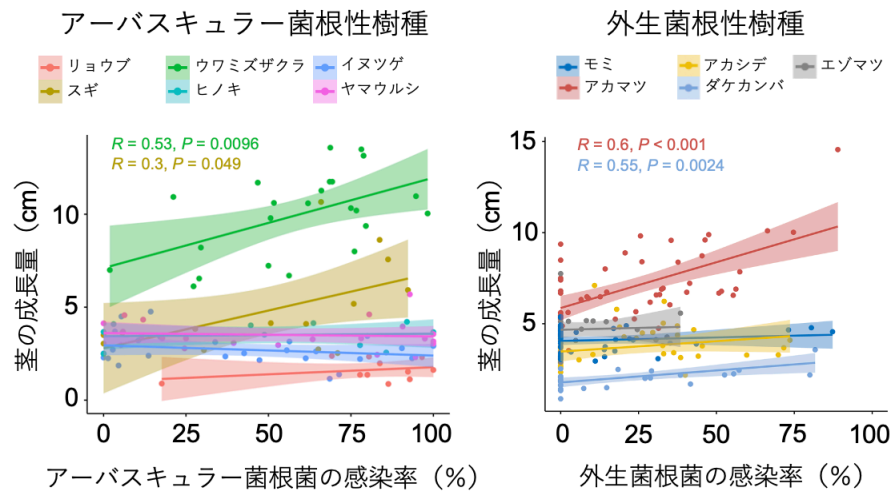 アーバスキュラー菌根性樹種
リョウブ ウワミズザクラ イヌツゲ
スギ ヒノキ ヤマウルシ
R = 0.53, P = 0.0096
R = 0.3, P = 0.049
茎の成長量（cm）
10
5
0
0 25 50 75 100
アーバスキュラー菌根菌の感染率（%）
外生菌根性樹種
モミ アカシデ エゾマツ
アカマツ ダケカンバ
R = 0.6, P < 0.001
R = 0.55, P = 0.0024
茎の成長量（cm）
15
10
5
0 25 50 75 100
外生菌根菌の感染率（%）